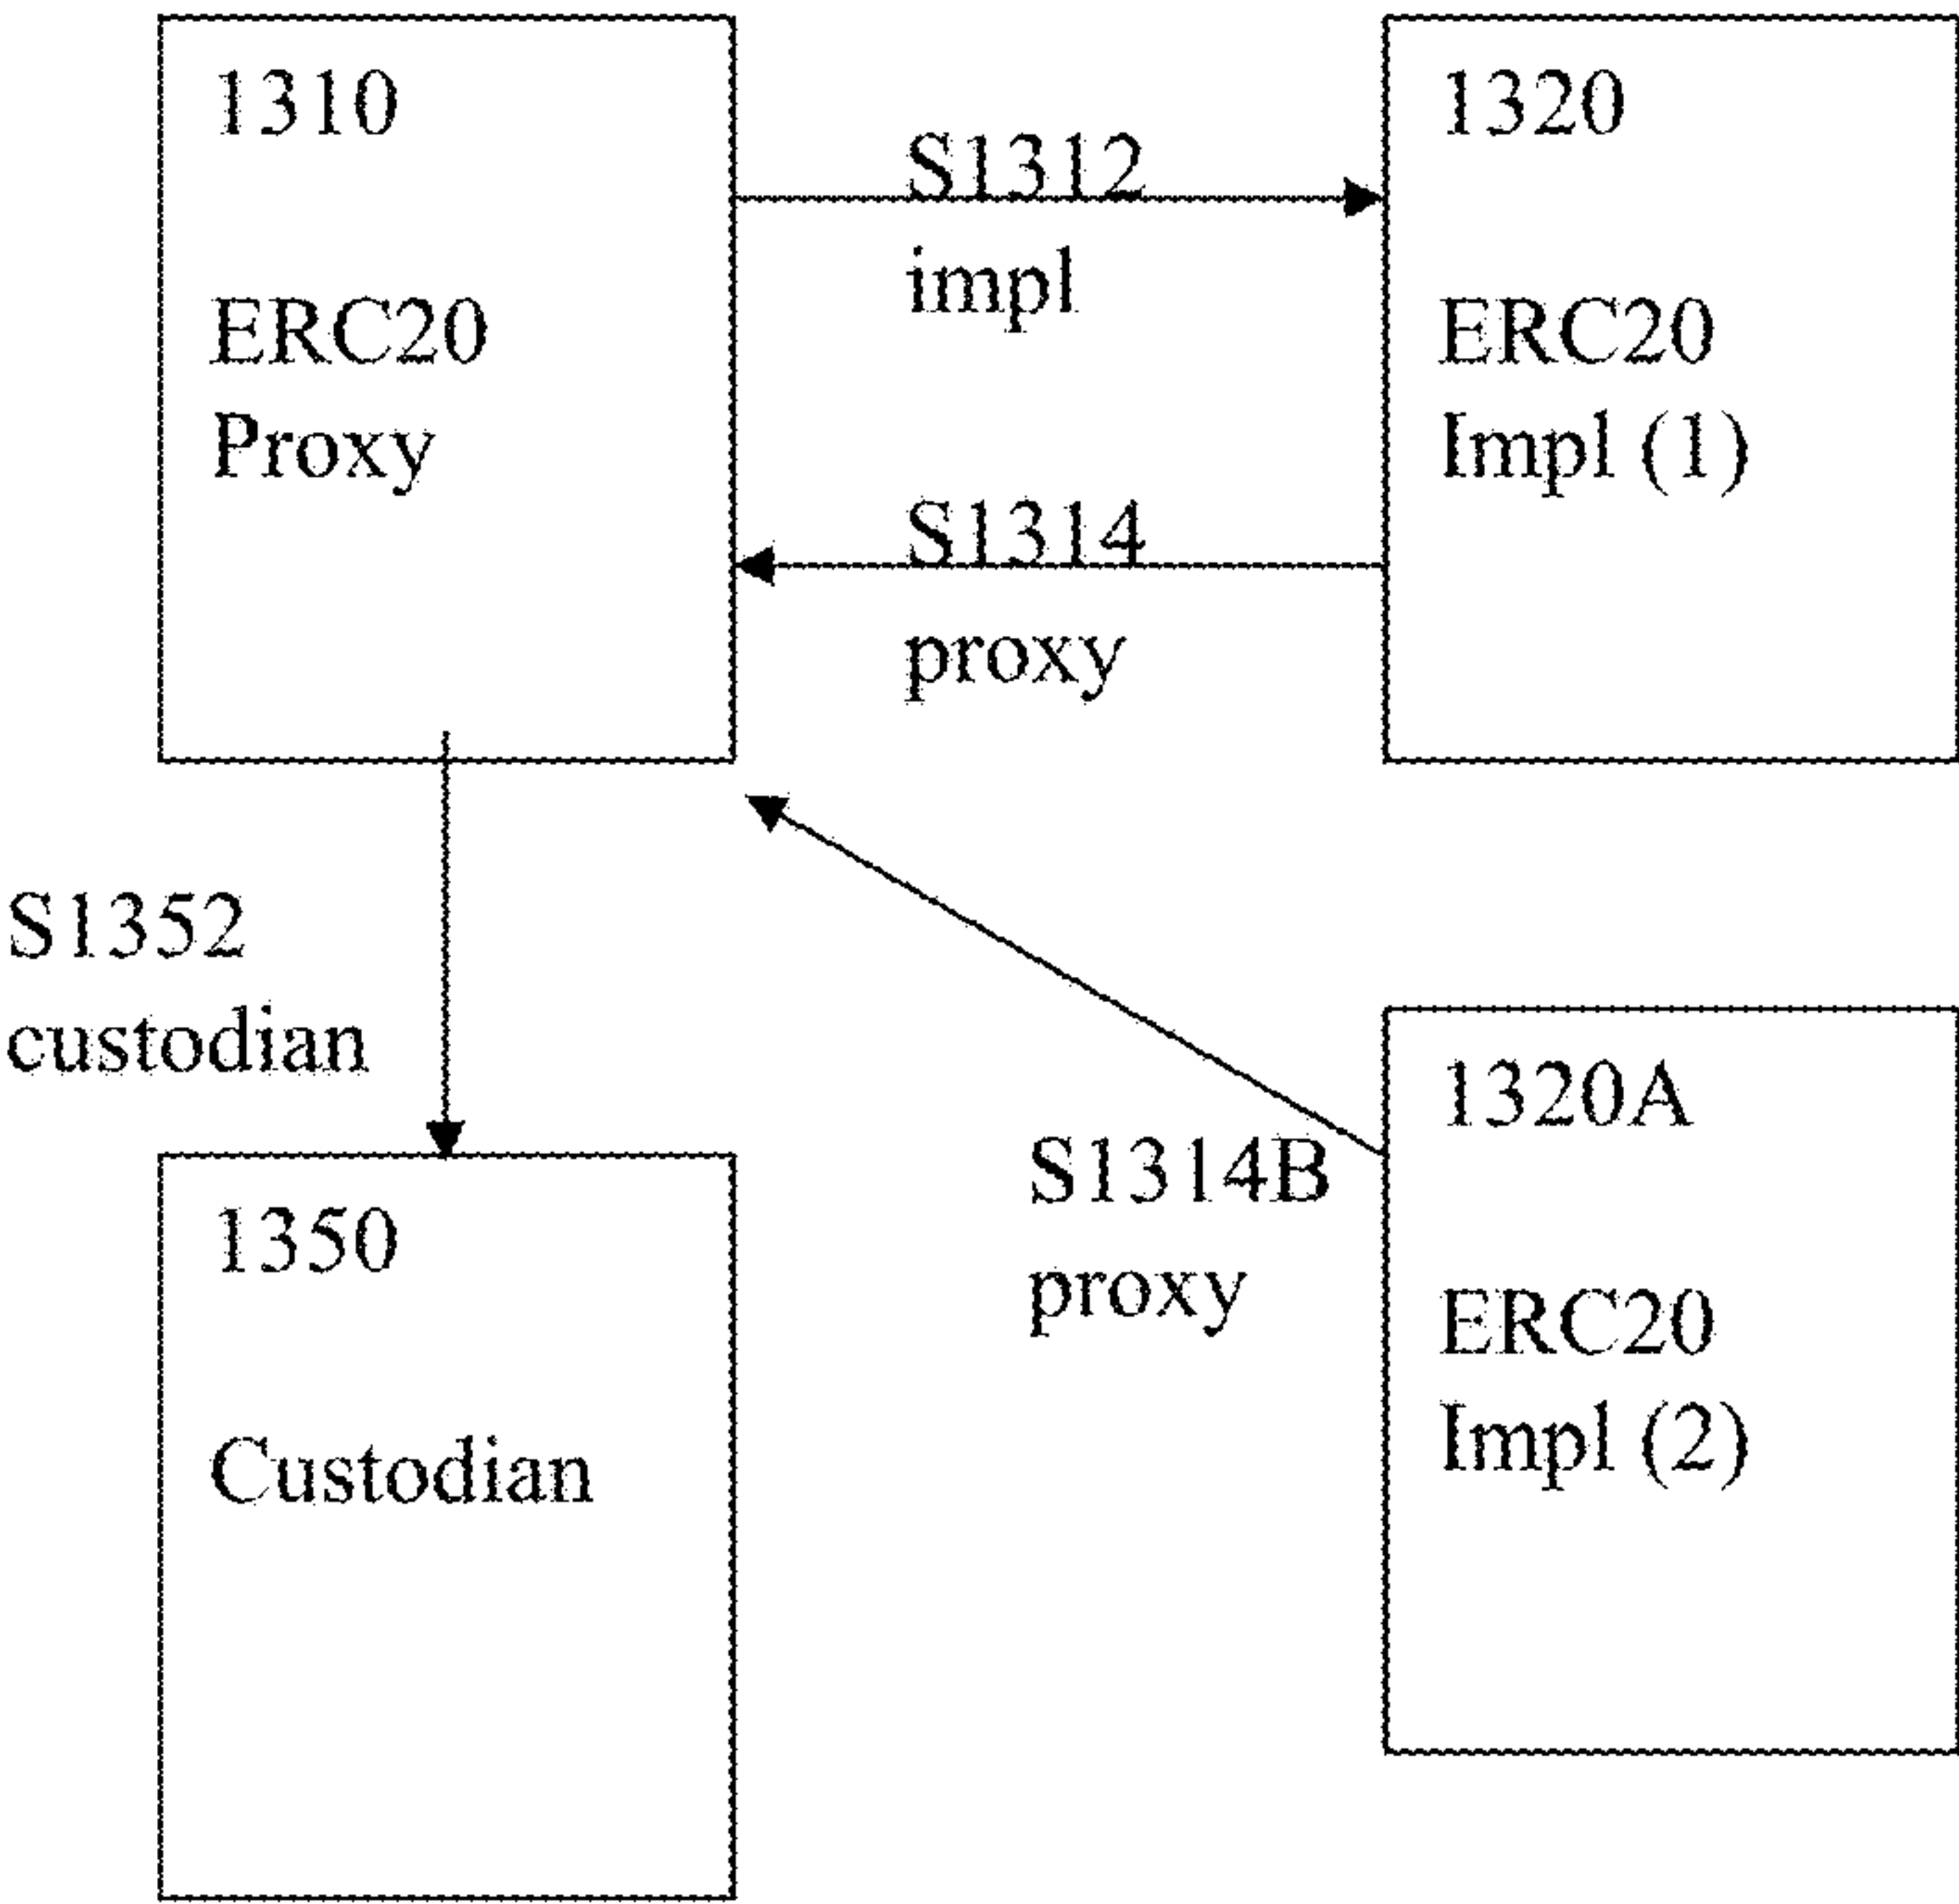 1310
ERC20
Proxy
S1312
impl
S1314
proxy
1320
ERC20
Impl (1)
S1352
custodian
1350
Custodian
S1314B
proxy
1320A
ERC20
Impl (2)